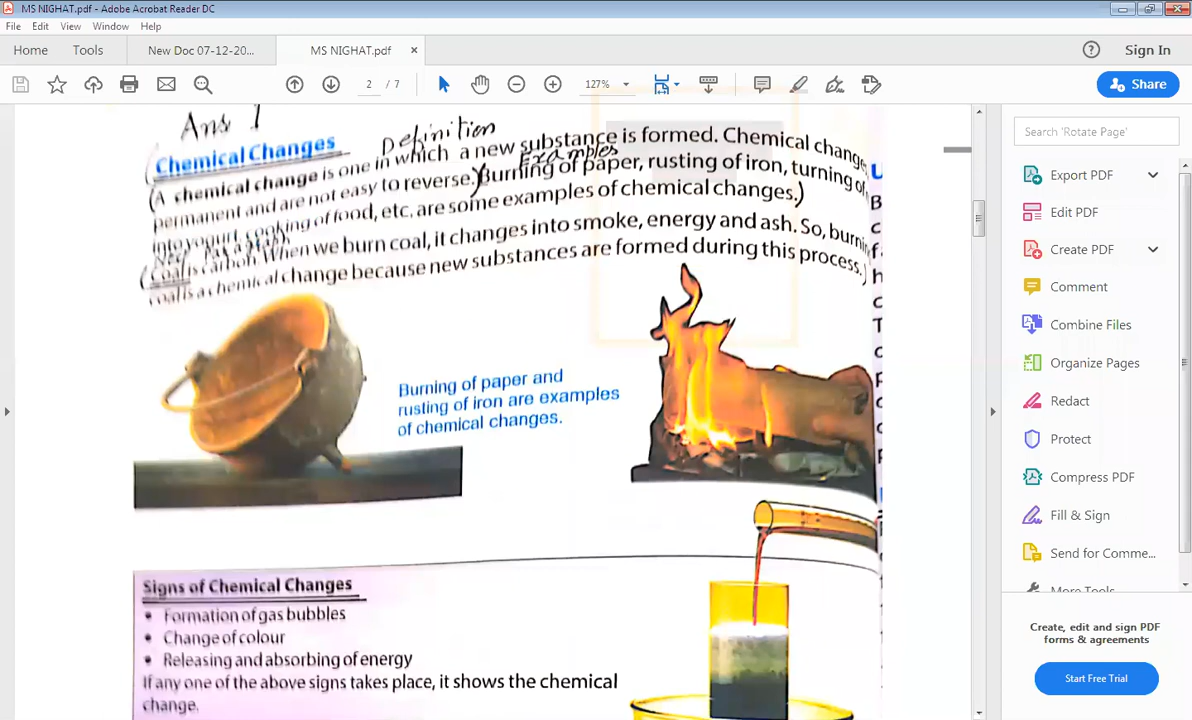 MS NIGHAT.pdf - Adobe Acrobat Reader DC
File Edit View Window Help
Home Tools New Doc 07-12-20... MS NIGHAT.pdf × Sign In
2 / 7 127% Share
Ans 1
Definition
Chemical Changes
(A chemical change is one in which a new substance is formed. Chemical change
Examples
permanent and are not easy to reverse.) Burning of paper, rusting of iron, turning of
into yogurt, cooking of food, etc. are some examples of chemical changes.)
(Coal is carbon. When we burn coal, it changes into smoke, energy and ash. So, burnin
coal is a chemical change because new substances are formed during this process.)
Burning of paper and
rusting of iron are examples
of chemical changes.
Signs of Chemical Changes
• Formation of gas bubbles
• Change of colour
• Releasing and absorbing of energy
If any one of the above signs takes place, it shows the chemical
change.
Search 'Rotate Page'
Export PDF
Edit PDF
Create PDF
Comment
Combine Files
Organize Pages
Redact
Protect
Compress PDF
Fill & Sign
Send for Comme...
More Tools
Create, edit and sign PDF
forms & agreements
Start Free Trial